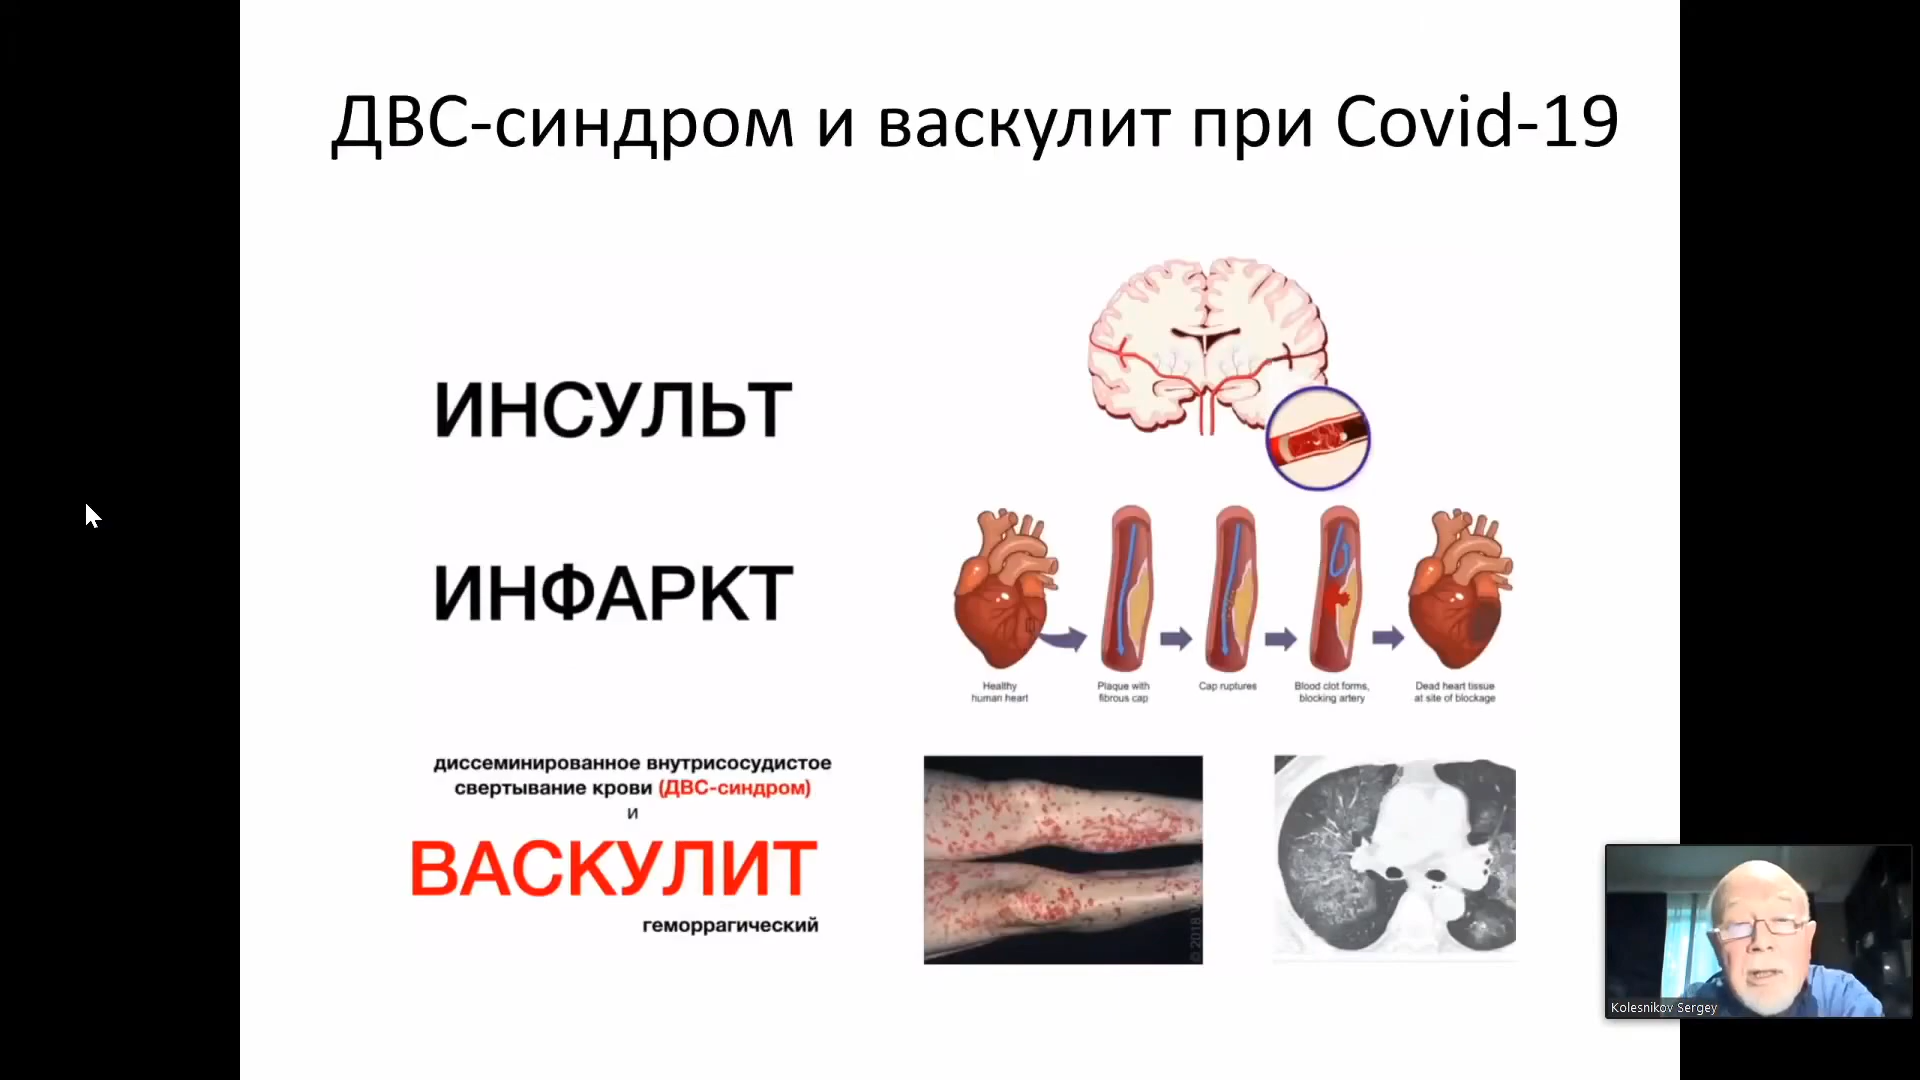 ДВС-синдром и васкулит при Covid-19
ИНСУЛЬТ
ИНФАРКТ
Healthy
human heart
Plaque with
fibrous cap
Cap ruptures
Blood clot forms,
blocking artery
Dead heart tissue
at site of blockage
диссеминированное внутрисосудистое
свертывание крови (ДВС-синдром)
и
ВАСКУЛИТ
геморрагический
© 2018
Kolesnikov Sergey